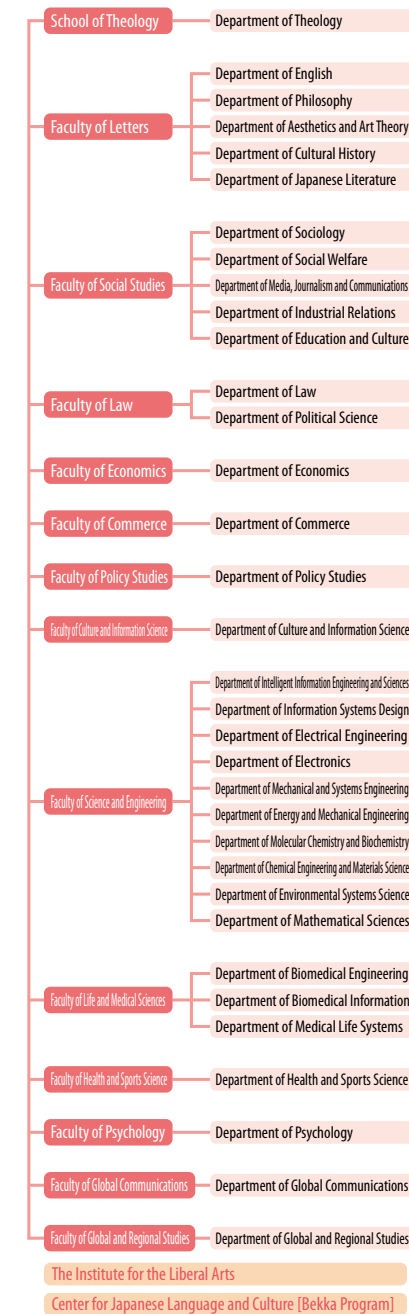 School of Theology
Department of Theology
Faculty of Letters
Department of English
Department of Philosophy
Department of Aesthetics and Art Theory
Department of Cultural History
Department of Japanese Literature
Faculty of Social Studies
Department of Sociology
Department of Social Welfare
Department of Media, Journalism and Communications
Department of Industrial Relations
Department of Education and Culture
Faculty of Law
Department of Law
Department of Political Science
Faculty of Economics
Department of Economics
Faculty of Commerce
Department of Commerce
Faculty of Policy Studies
Department of Policy Studies
Faculty of Culture and Information Science
Department of Culture and Information Science
Faculty of Science and Engineering
Department of Intelligent Information Engineering and Sciences
Department of Information Systems Design
Department of Electrical Engineering
Department of Electronics
Department of Mechanical and Systems Engineering
Department of Energy and Mechanical Engineering
Department of Molecular Chemistry and Biochemistry
Department of Chemical Engineering and Materials Science
Department of Environmental Systems Science
Department of Mathematical Sciences
Faculty of Life and Medical Sciences
Department of Biomedical Engineering
Department of Biomedical Information
Department of Medical Life Systems
Faculty of Health and Sports Science
Department of Health and Sports Science
Faculty of Psychology
Department of Psychology
Faculty of Global Communications
Department of Global Communications
Faculty of Global and Regional Studies
Department of Global and Regional Studies
The Institute for the Liberal Arts
Center for Japanese Language and Culture [Bekka Program]